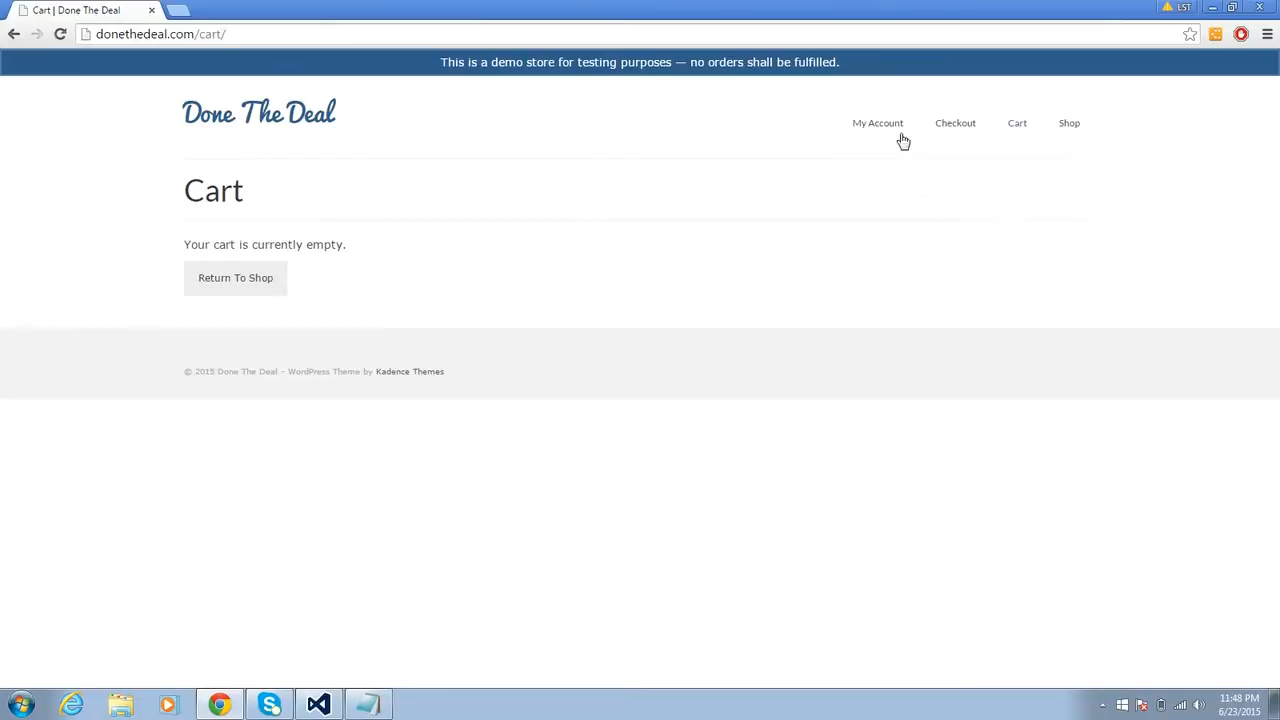 Cart | Done The Deal
LST
donethedeal.com/cart/
This is a demo store for testing purposes — no orders shall be fulfilled.
Done The Deal
My Account Checkout Cart Shop
Cart
Your cart is currently empty.
Return To Shop
© 2015 Done The Deal – WordPress Theme by Kadence Themes
11:48 PM
6/23/2015